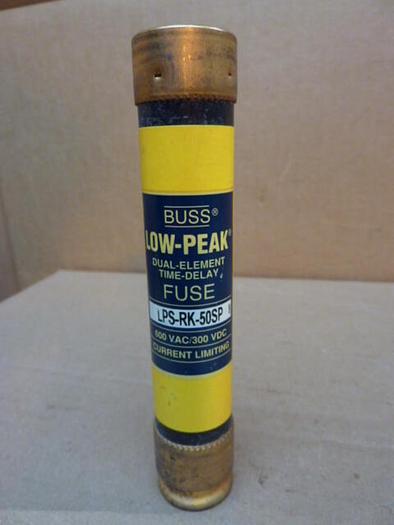 BUSS®
LOW-PEAK®
DUAL-ELEMENT
TIME-DELAY
FUSE
LPS-RK-50SP
600 VAC/300 VDC
CURRENT LIMITING